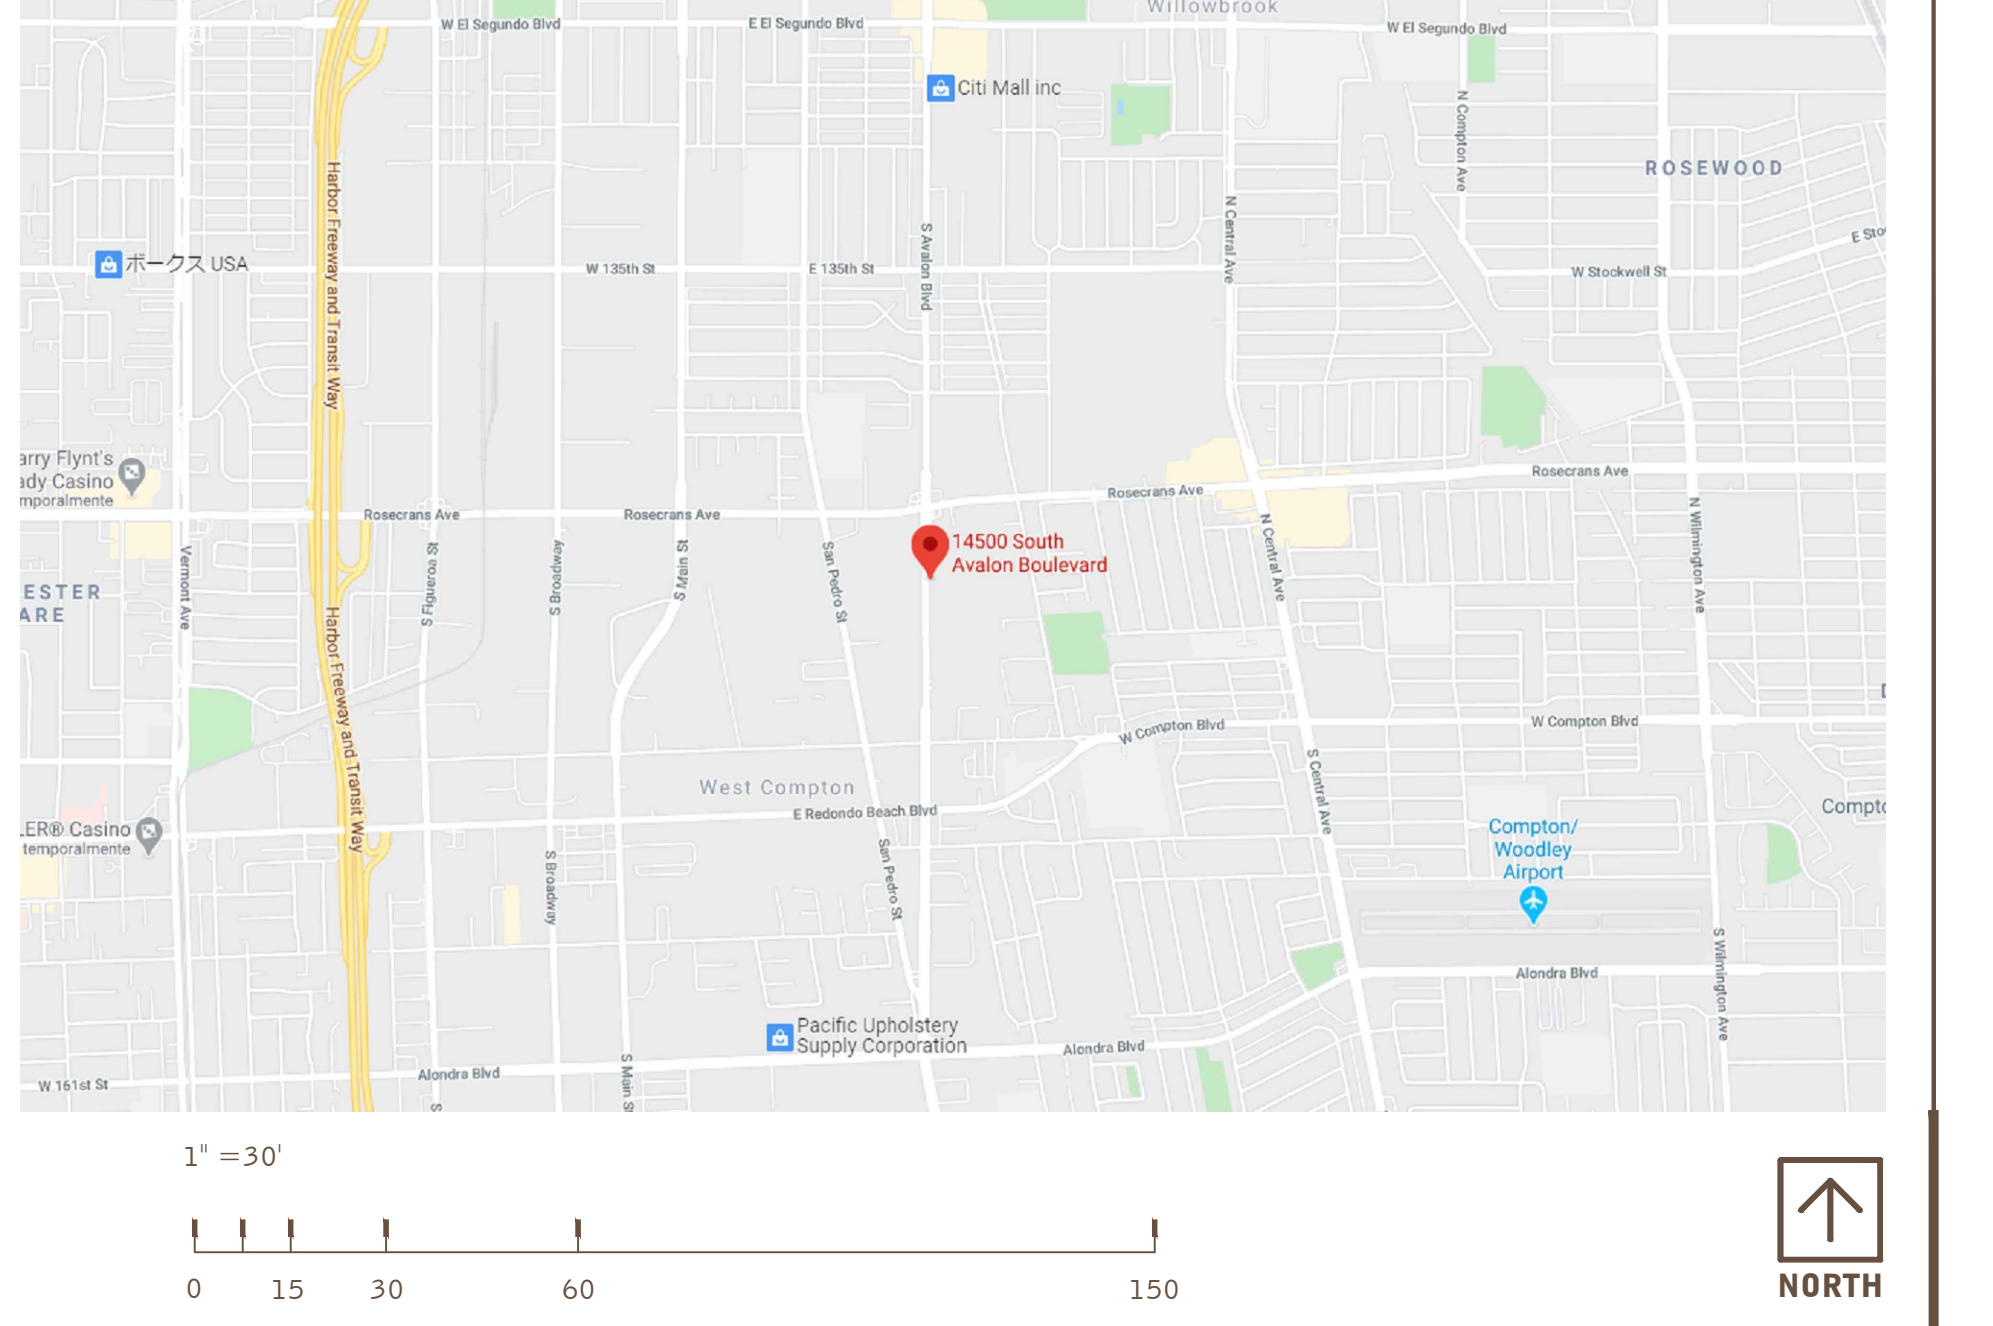 Willowbrook
W El Segundo Blvd
E El Segundo Blvd
W El Segundo Blvd
Citi Mall inc
N Compton Ave
ROSEWOOD
Harbor Freeway and Transit Way
N Central Ave
S Avalon Blvd
E Sto
ボークス USA
W 135th St
E 135th St
W Stockwell St
arry Flynt's
ady Casino
mporalmente
Rosecrans Ave
Rosecrans Ave
Rosecrans Ave
Rosecrans Ave
N Wilmington Ave
N Central Ave
14500 South
Avalon Boulevard
Vermont Ave
S Figueroa St
S Broadway
S Main St
San Pedro St
ESTER
ARE
Harbor Freeway and Transit Way
W Compton Blvd
W Compton Blvd
S Central Ave
West Compton
E Redondo Beach Blvd
Compto
LER® Casino
temporalmente
Compton/
Woodley
Airport
S Broadway
San Pedro St
S Wilmington Ave
Alondra Blvd
Pacific Upholstery
Supply Corporation
Alondra Blvd
Alondra Blvd
W 161st St
S Main S
S
1" =30'
0 15 30 60 150
NORTH